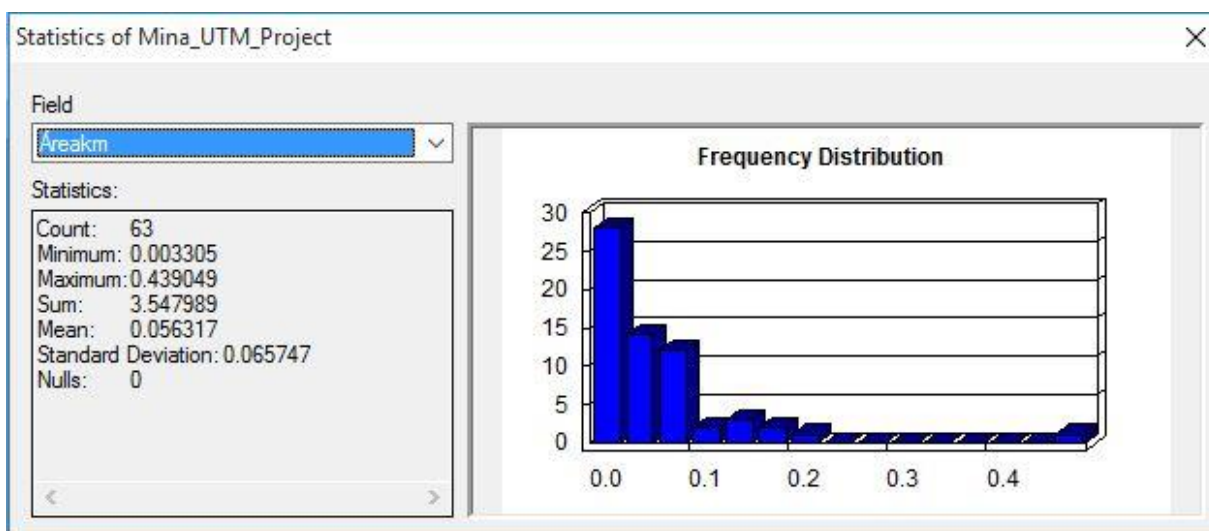 Statistics of Mina_UTM_Project
Field
Areakm
Statistics:
Count: 63
Minimum: 0.003305
Maximum: 0.439049
Sum: 3.547989
Mean: 0.056317
Standard Deviation: 0.065747
Nulls: 0
Frequency Distribution
30
25
20
15
10
5
0
0.0 0.1 0.2 0.3 0.4